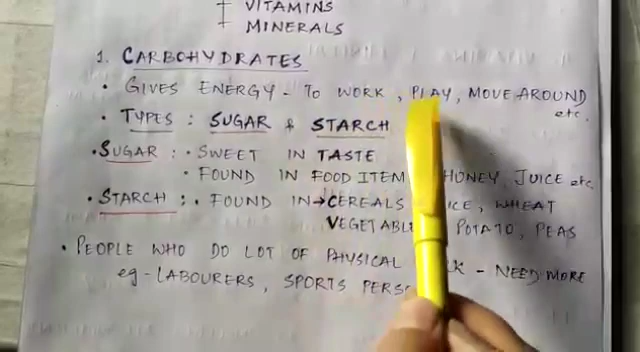 VITAMINS
MINERALS
1. CARBOHYDRATES
• GIVES ENERGY - TO WORK, PLAY, MOVE AROUND etc.
• TYPES : SUGAR & STARCH
• SUGAR : • SWEET IN TASTE
• FOUND IN FOOD ITEM HONEY, JUICE etc.
• STARCH : • FOUND IN → CEREALS WHEAT
POTATO, PEAS
• PEOPLE WHO DO LOT OF PHYSICAL - NEED MORE
eg - LABOURERS, SPORTS